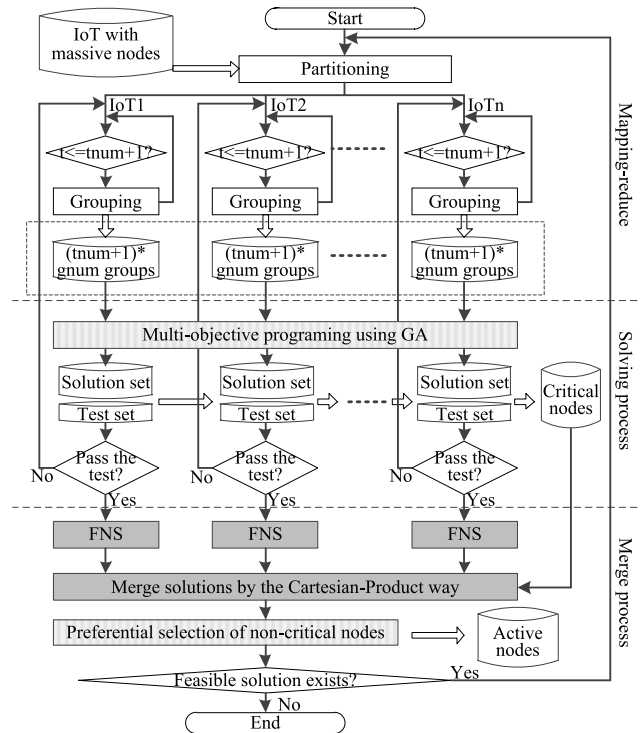 Start
IoT with
massive nodes
Partitioning
IoT1
IoT2
IoTn
t<=tnum+1?
t<=tnum+1?
t<=tnum+1?
Grouping
Grouping
Grouping
(tnum+1)*
gnum groups
(tnum+1)*
gnum groups
(tnum+1)*
gnum groups
Mapping-reduce
Multi-objective programing using GA
Solution set
Test set
Solution set
Test set
Solution set
Test set
Critical
nodes
Pass the
test?
Pass the
test?
Pass the
test?
No
No
No
Yes
Yes
Yes
Solving process
FNS
FNS
FNS
Merge solutions by the Cartesian-Product way
Preferential selection of non-critical nodes
Active
nodes
Feasible solution exists?
Yes
No
End
Merge process